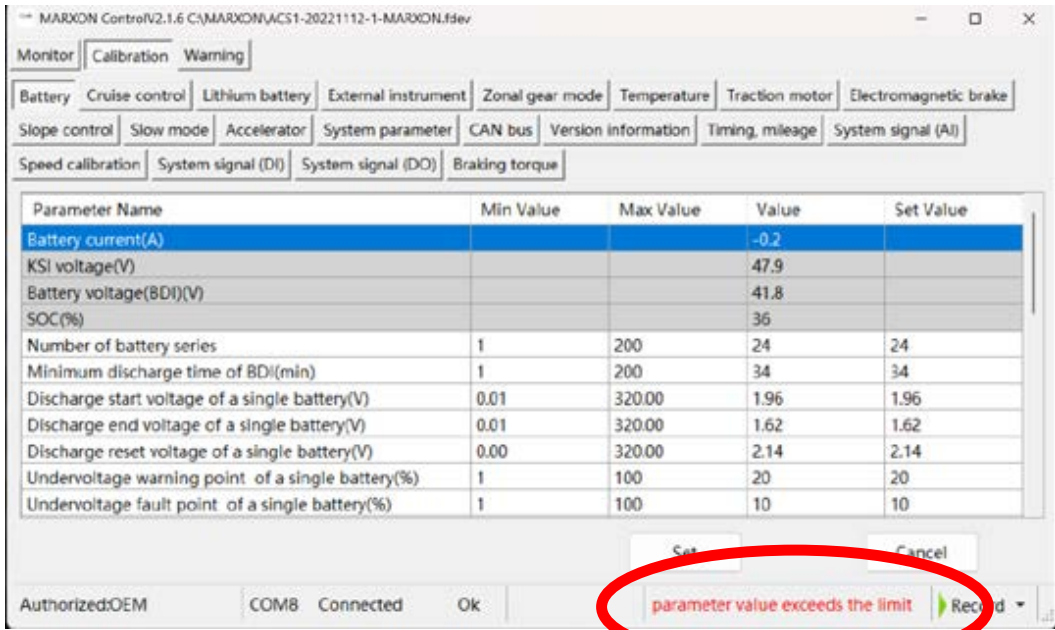 MARXON ControlV2.1.6 C:\MARXON\ACS1-20221112-1-MARXON.fdev
Monitor Calibration Warning
Battery Cruise control Lithium battery External instrument Zonal gear mode Temperature Traction motor Electromagnetic brake
Slope control Slow mode Accelerator System parameter CAN bus Version information Timing, mileage System signal (AI)
Speed calibration System signal (DI) System signal (DO) Braking torque
Parameter Name Min Value Max Value Value Set Value
Battery current(A) -0.2
KSI voltage(V) 47.9
Battery voltage(BDI)(V) 41.8
SOC(%) 36
Number of battery series 1 200 24 24
Minimum discharge time of BDI(min) 1 200 34 34
Discharge start voltage of a single battery(V) 0.01 320.00 1.96 1.96
Discharge end voltage of a single battery(V) 0.01 320.00 1.62 1.62
Discharge reset voltage of a single battery(V) 0.00 320.00 2.14 2.14
Undervoltage warning point of a single battery(%) 1 100 20 20
Undervoltage fault point of a single battery(%) 1 100 10 10
Set Cancel
Authorized:OEM COM8 Connected Ok parameter value exceeds the limit Record